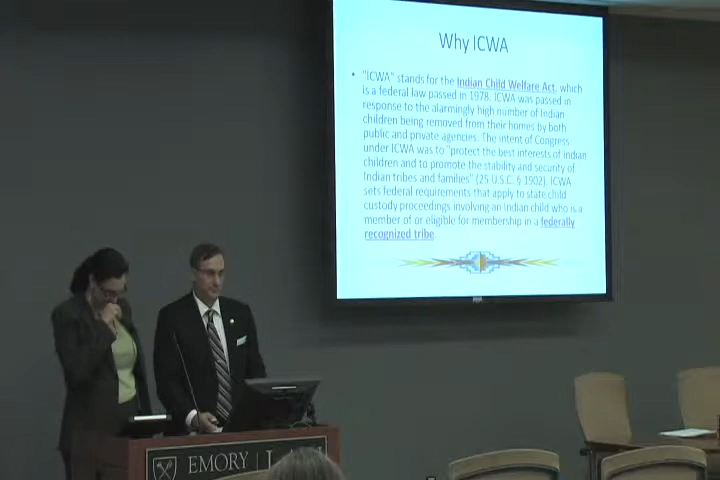 Why ICWA
• "ICWA" stands for the Indian Child Welfare Act, which
is a federal law passed in 1978. ICWA was passed in
response to the alarmingly high number of Indian
children being removed from their homes by both
public and private agencies. The intent of Congress
under ICWA was to "protect the best interests of Indian
children and to promote the stability and security of
Indian tribes and families" (25 U.S.C. § 1902). ICWA
sets federal requirements that apply to state child
custody proceedings involving an Indian child who is a
member of or eligible for membership in a federally
recognized tribe.
EMORY | LAW